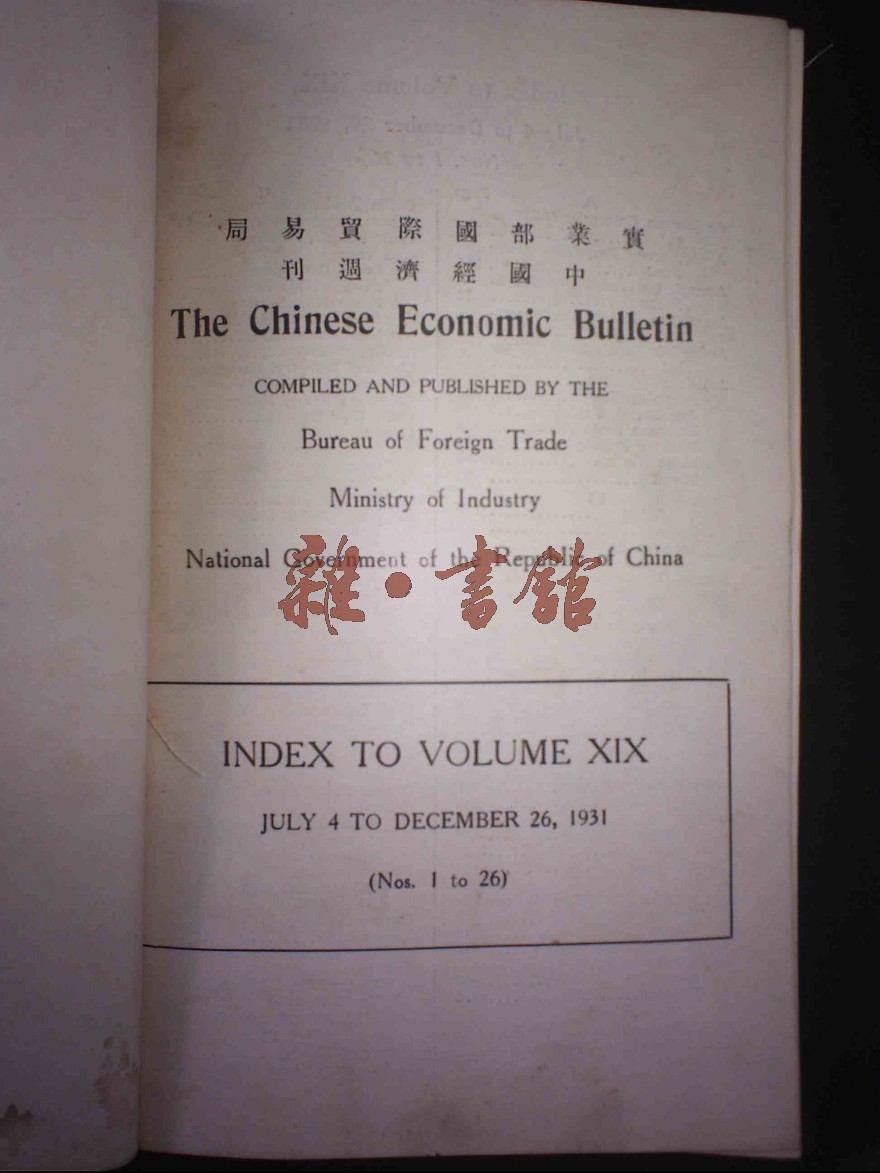 實業部國際貿易局
中國經濟週刊
The Chinese Economic Bulletin
COMPILED AND PUBLISHED BY THE
Bureau of Foreign Trade
Ministry of Industry
National Government of the Republic of China
雜·書館
INDEX TO VOLUME XIX
JULY 4 TO DECEMBER 26, 1931
(Nos. 1 to 26)